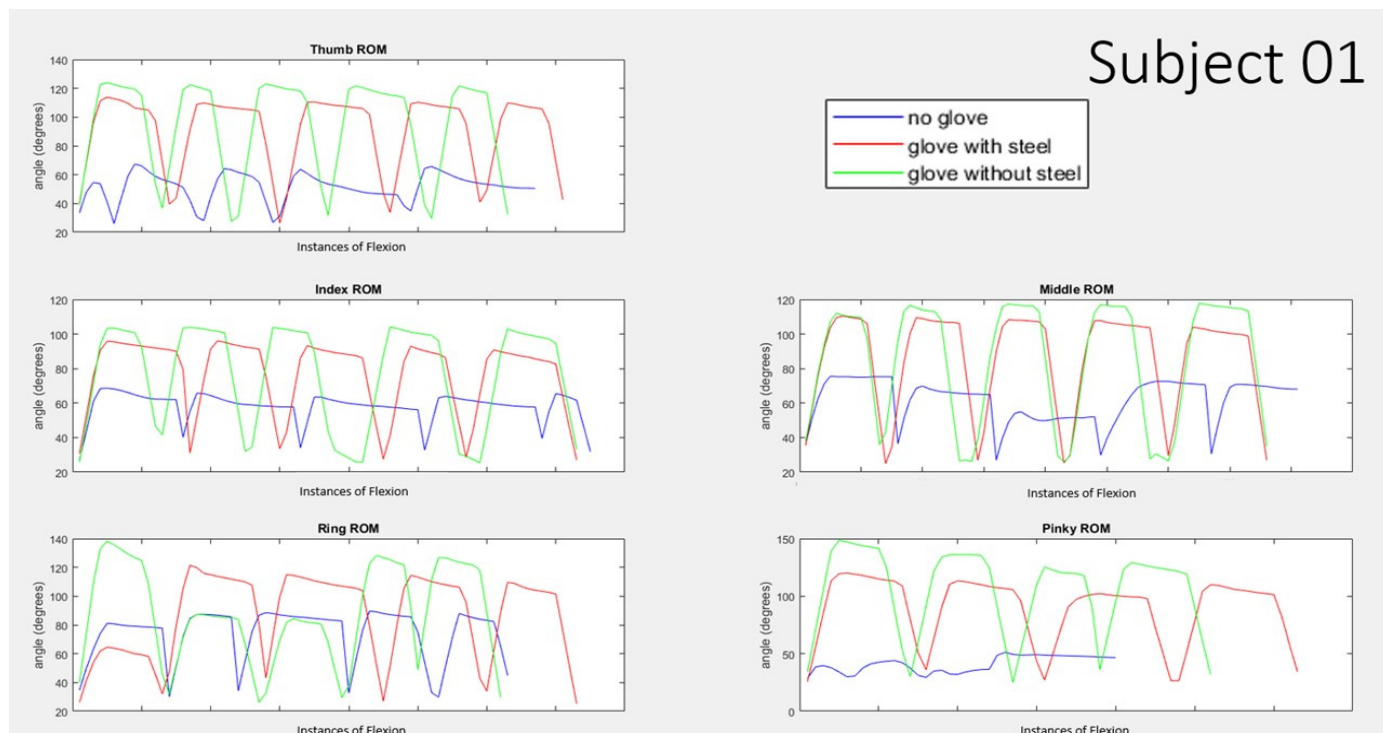 Subject 01
no glove
glove with steel
glove without steel
Thumb ROM
140
120
100
80
60
40
20
angle (degrees)
Instances of Flexion
Index ROM
120
100
80
60
40
20
angle (degrees)
Instances of Flexion
Middle ROM
120
100
80
60
40
20
angle (degrees)
Instances of Flexion
Ring ROM
140
120
100
80
60
40
20
angle (degrees)
Instances of Flexion
Pinky ROM
150
100
50
0
angle (degrees)
Instances of Flexion